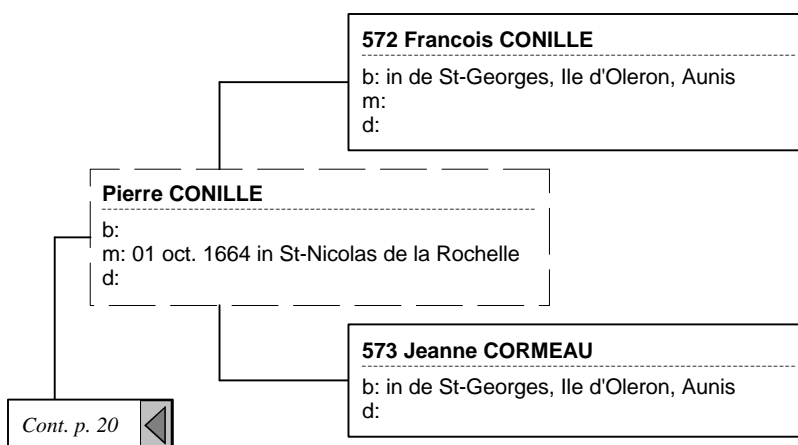 572 Francois CONILLE
b: in de St-Georges, Ile d'Oleron, Aunis
m:
d:
Pierre CONILLE
b:
m: 01 oct. 1664 in St-Nicolas de la Rochelle
d:
573 Jeanne CORMEAU
b: in de St-Georges, Ile d'Oleron, Aunis
d:
Cont. p. 20